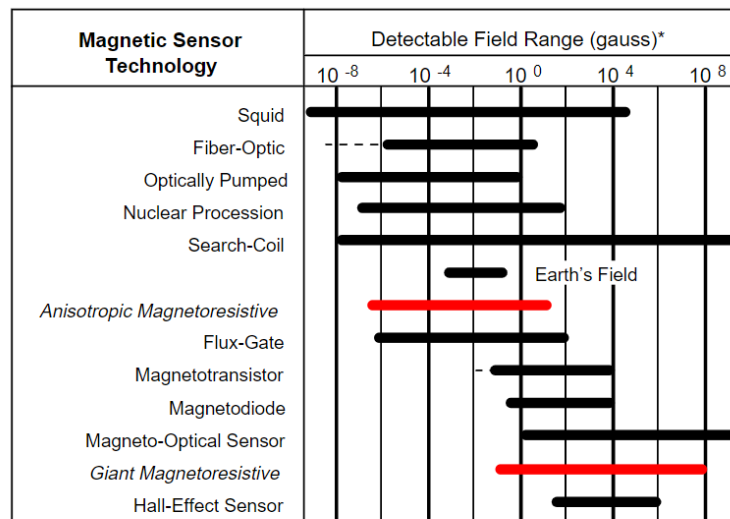 Magnetic Sensor
Technology
Detectable Field Range (gauss)*
10 -8 10 -4 10 0 10 4 10 8
Squid
Fiber-Optic
Optically Pumped
Nuclear Procession
Search-Coil
Earth's Field
Anisotropic Magnetoresistive
Flux-Gate
Magnetotransistor
Magnetodiode
Magneto-Optical Sensor
Giant Magnetoresistive
Hall-Effect Sensor